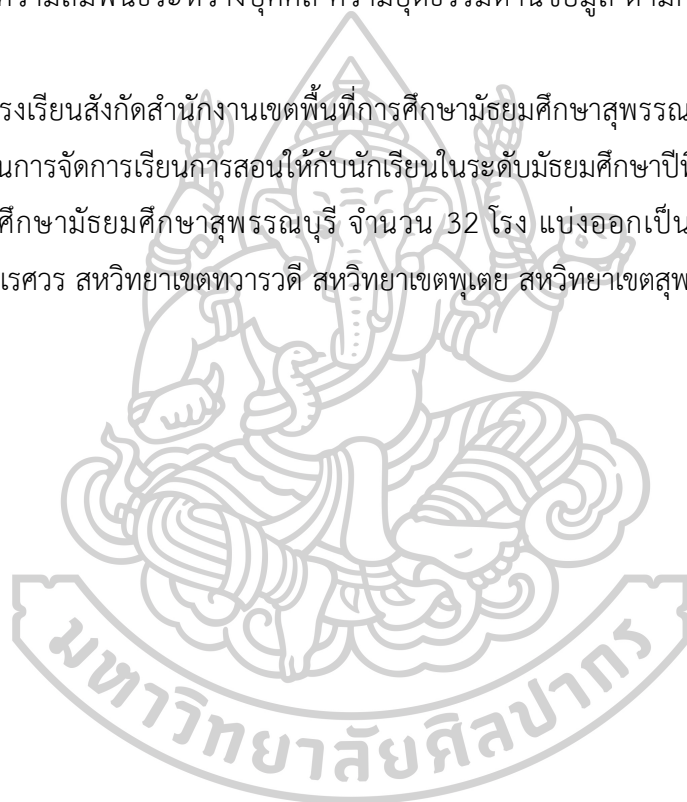 ความสัมพันธ์ระหว่างบุคคล ความยุติธรรมด้านข้อมูล
รงเรียนสังกัดสำนักงานเขตพื้นที่การศึกษามัธยมศึกษาสุพรรณ
นการจัดการเรียนการสอนให้กับนักเรียนในระดับมัธยมศึกษาปีที่
ศึกษามัธยมศึกษาสุพรรณบุรี จำนวน 32 โรง แบ่งออกเป็น
เรศวร สหวิทยาเขตทวารวดี สหวิทยาเขตพุเตย สหวิทยาเขตสุพ
มหาวิทยาลัยศิลปากร